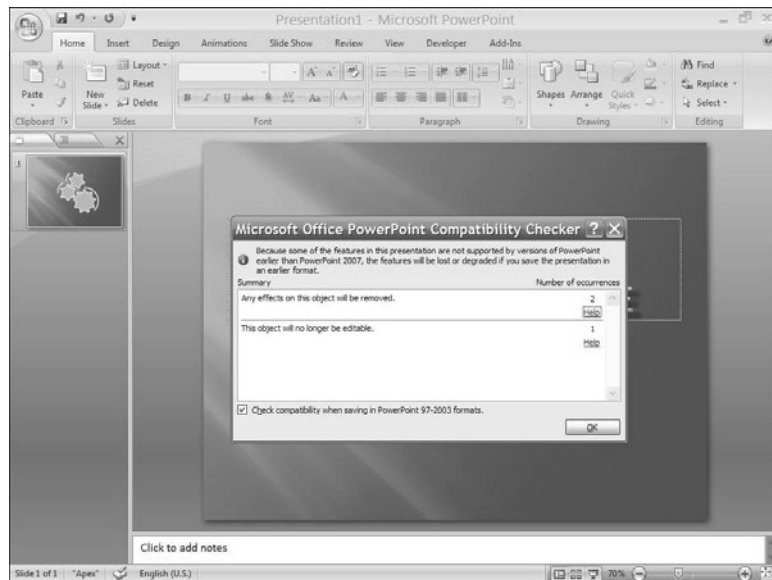 Presentation1 - Microsoft PowerPoint
Home Insert Design Animations Slide Show Review View Developer Add-Ins
Paste
New Slide
Layout
Reset
Delete
B I U abc S AV Aa A
Shapes Arrange Quick Styles
Find
Replace
Select
Clipboard Slides Font Paragraph Drawing Editing
1
Microsoft Office PowerPoint Compatibility Checker
Because some of the features in this presentation are not supported by versions of PowerPoint
earlier than PowerPoint 2007, the features will be lost or degraded if you save the presentation in
an earlier format.
Summary Number of occurrences
Any effects on this object will be removed. 2
Help
This object will no longer be editable. 1
Help
Check compatibility when saving in PowerPoint 97-2003 formats.
OK
Click to add notes
Slide 1 of 1 "Apex" English (U.S.) 70%